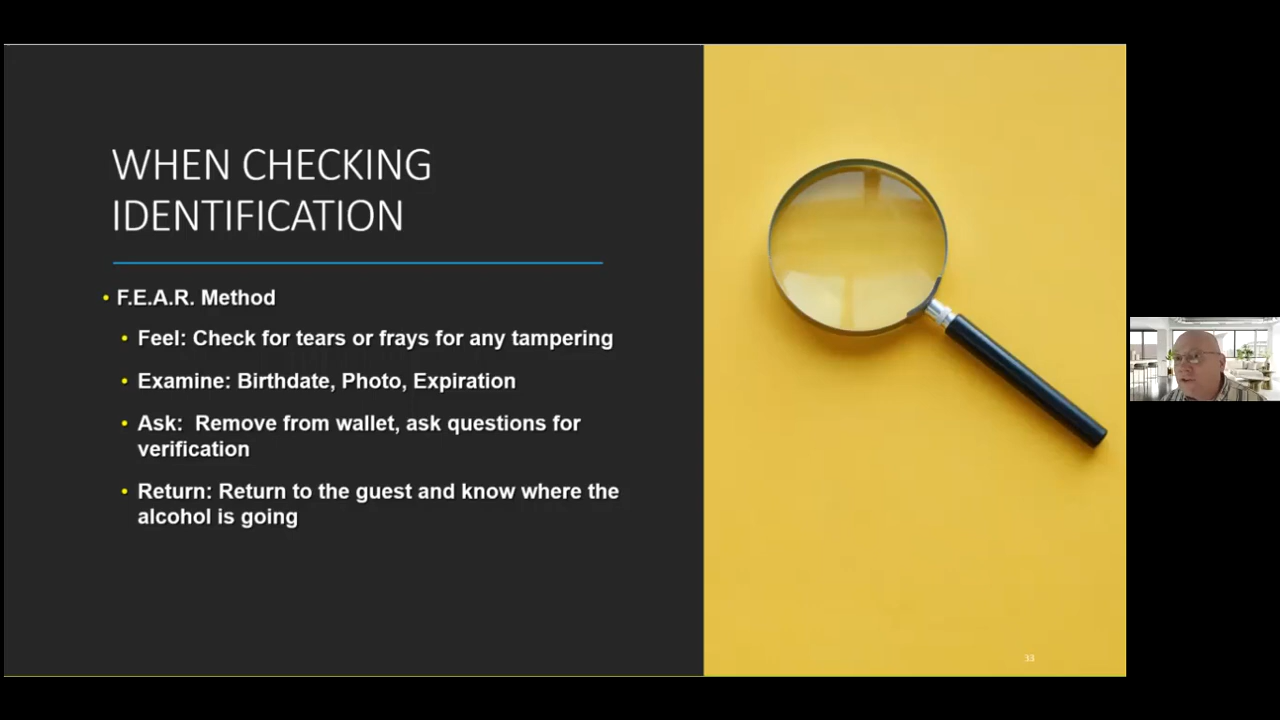 WHEN CHECKING
IDENTIFICATION
• F.E.A.R. Method
• Feel: Check for tears or frays for any tampering
• Examine: Birthdate, Photo, Expiration
• Ask:  Remove from wallet, ask questions for
verification
• Return: Return to the guest and know where the
alcohol is going
33